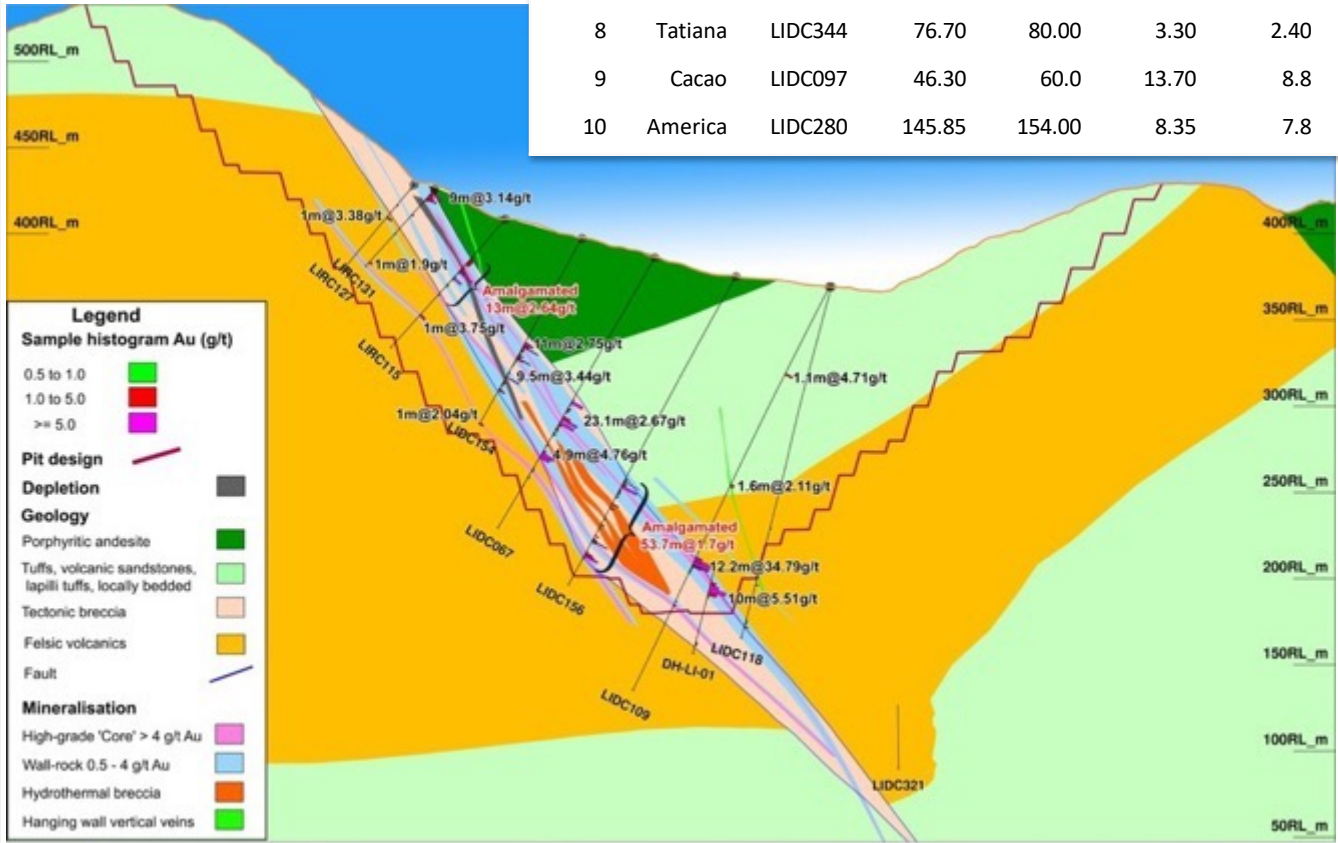 8 Tatiana LIDC344 76.70 80.00 3.30 2.40
9 Cacao LIDC097 46.30 60.0 13.70 8.8
10 America LIDC280 145.85 154.00 8.35 7.8
500RL_m
450RL_m
400RL_m
400RL_m
350RL_m
300RL_m
250RL_m
200RL_m
150RL_m
100RL_m
50RL_m
9m@3.14g/t
1m@3.38g/t
1m@1.9g/t
LIRC131
LIRC127
Amalgamated
13m@2.64g/t
1m@3.75g/t
LIRC115
11m@2.75g/t
9.5m@3.44g/t
1.1m@4.71g/t
1m@2.04g/t
LIDC154
23.1m@2.67g/t
4.9m@4.76g/t
1.6m@2.11g/t
LIDC067
Amalgamated
53.7m@1.7g/t
12.2m@34.79g/t
LIDC156
10m@5.51g/t
LIDC118
DH-LI-01
LIDC109
LIDC321
Legend
Sample histogram Au (g/t)
0.5 to 1.0
1.0 to 5.0
>= 5.0
Pit design
Depletion
Geology
Porphyritic andesite
Tuffs, volcanic sandstones,
lapilli tuffs, locally bedded
Tectonic breccia
Felsic volcanics
Fault
Mineralisation
High-grade 'Core' > 4 g/t Au
Wall-rock 0.5 - 4 g/t Au
Hydrothermal breccia
Hanging wall vertical veins